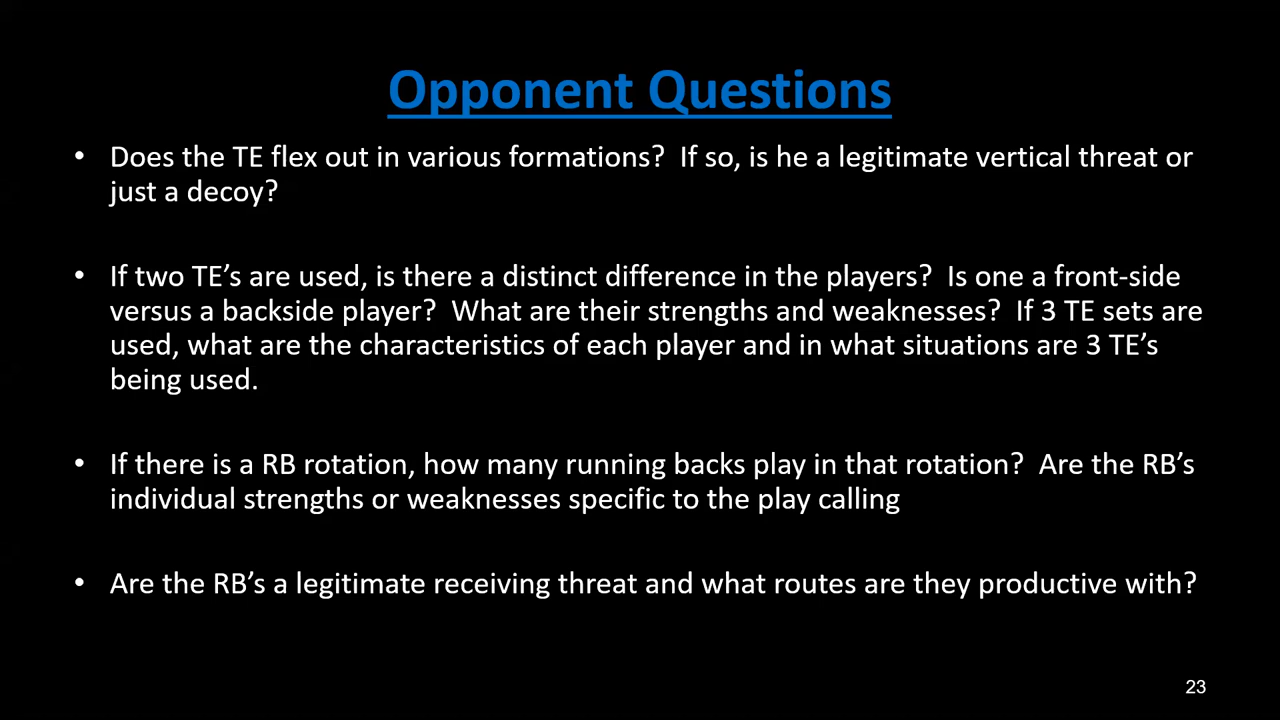 Opponent Questions
• Does the TE flex out in various formations?  If so, is he a legitimate vertical threat or
just a decoy?
• If two TE’s are used, is there a distinct difference in the players?  Is one a front-side
versus a backside player?  What are their strengths and weaknesses?  If 3 TE sets are
used, what are the characteristics of each player and in what situations are 3 TE’s
being used.
• If there is a RB rotation, how many running backs play in that rotation?  Are the RB’s
individual strengths or weaknesses specific to the play calling
• Are the RB’s a legitimate receiving threat and what routes are they productive with?
23